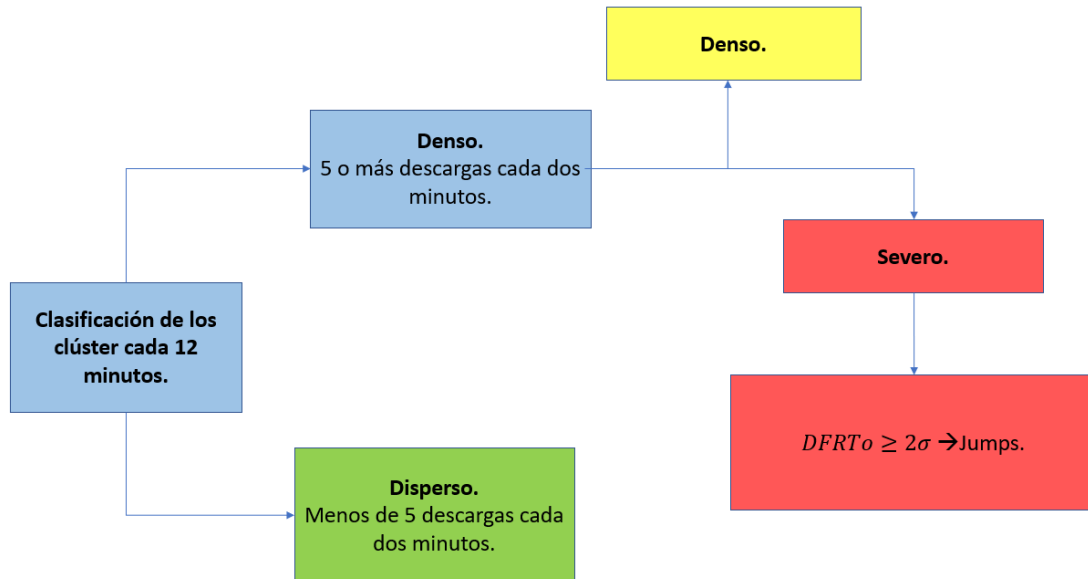 Denso.
Denso.
5 o más descargas cada dos
minutos.
Severo.
Clasificación de los
clúster cada 12
minutos.
𝐷𝐹𝑅𝑇𝑜 ≥ 2𝜎 →Jumps.
Disperso.
Menos de 5 descargas cada
dos minutos.